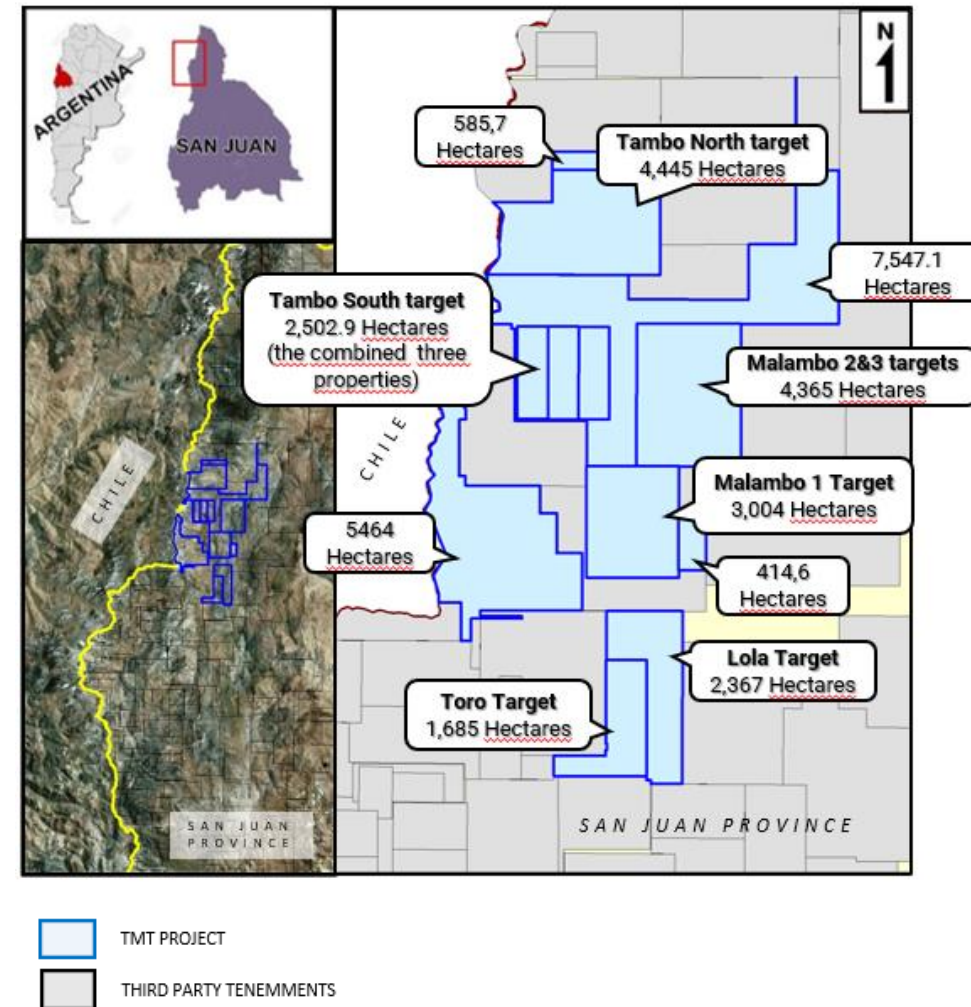 ARGENTINA
SAN JUAN
N
585,7
Hectares
Tambo North target
4,445 Hectares
7,547.1
Hectares
Tambo South target
2,502.9 Hectares
(the combined three
properties)
Malambo 2&3 targets
4,365 Hectares
CHILE
CHILE
Malambo 1 Target
3,004 Hectares
5464
Hectares
414,6
Hectares
Lola Target
2,367 Hectares
Toro Target
1,685 Hectares
SAN JUAN
PROVINCE
SAN JUAN PROVINCE
TMT PROJECT
THIRD PARTY TENEMMENTS